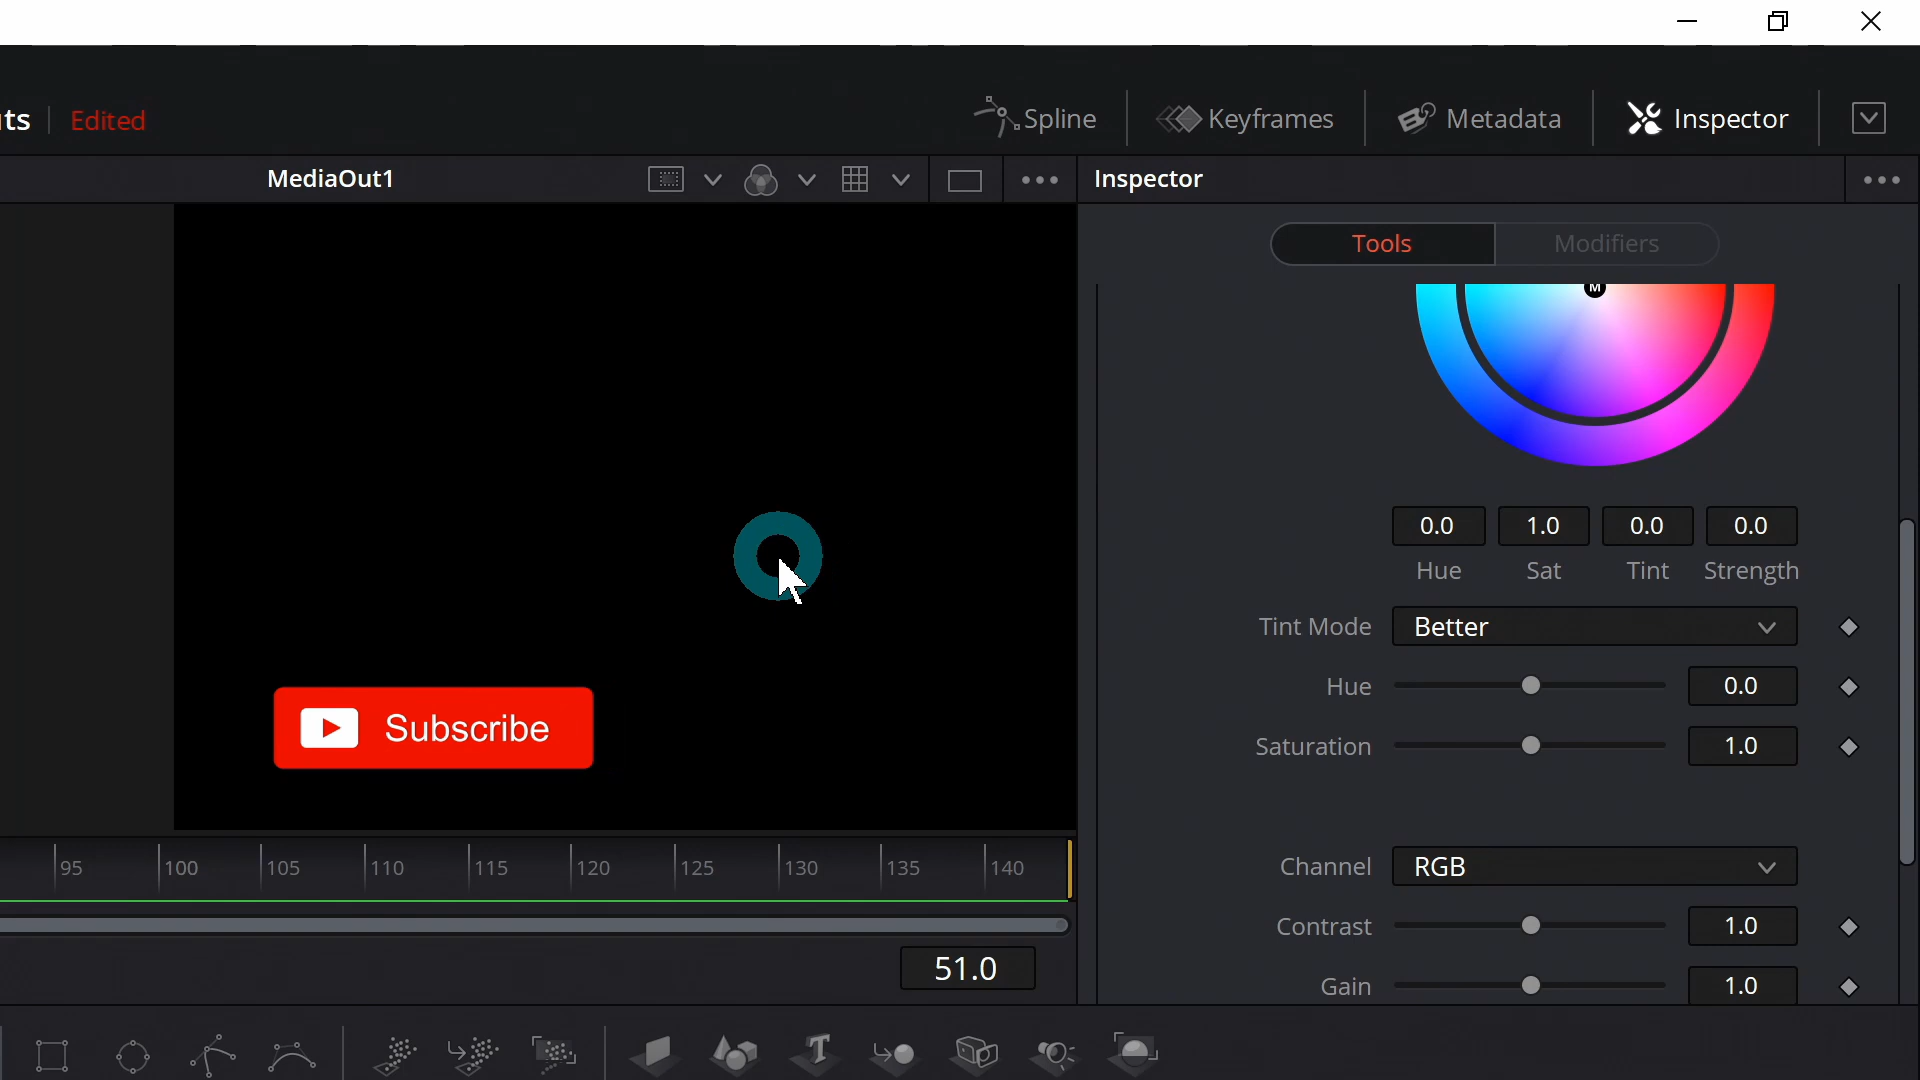 ts
Edited
Spline
Keyframes
Metadata
Inspector
MediaOut1
Inspector
Tools
Modifiers
M
0.0 1.0 0.0 0.0
Hue Sat Tint Strength
Tint Mode Better
Hue 0.0
Saturation 1.0
Subscribe
Channel RGB
Contrast 1.0
Gain 1.0
95 100 105 110 115 120 125 130 135 140
51.0